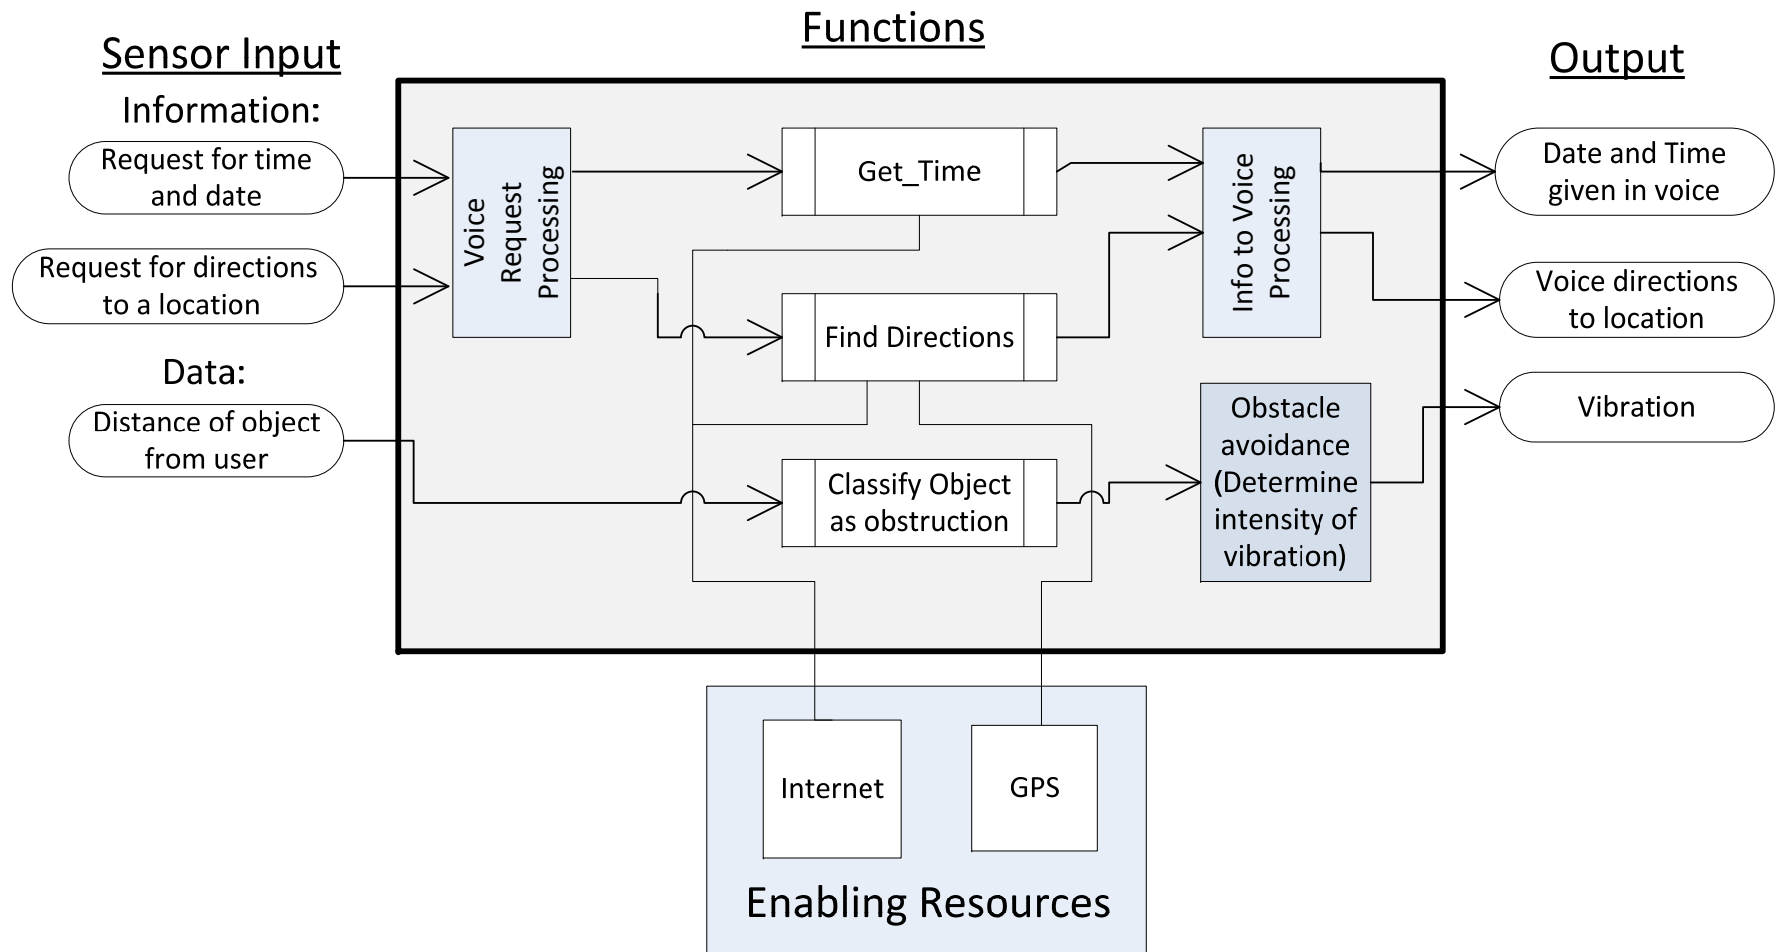 Functions
Sensor Input
Output
Information:
Request for time
and date
Request for directions
to a location
Data:
Distance of object
from user
Voice
Request
Processing
Get_Time
Find Directions
Classify Object
as obstruction
Info to Voice
Processing
Obstacle
avoidance
(Determine
intensity of
vibration)
Date and Time
given in voice
Voice directions
to location
Vibration
Internet
GPS
Enabling Resources